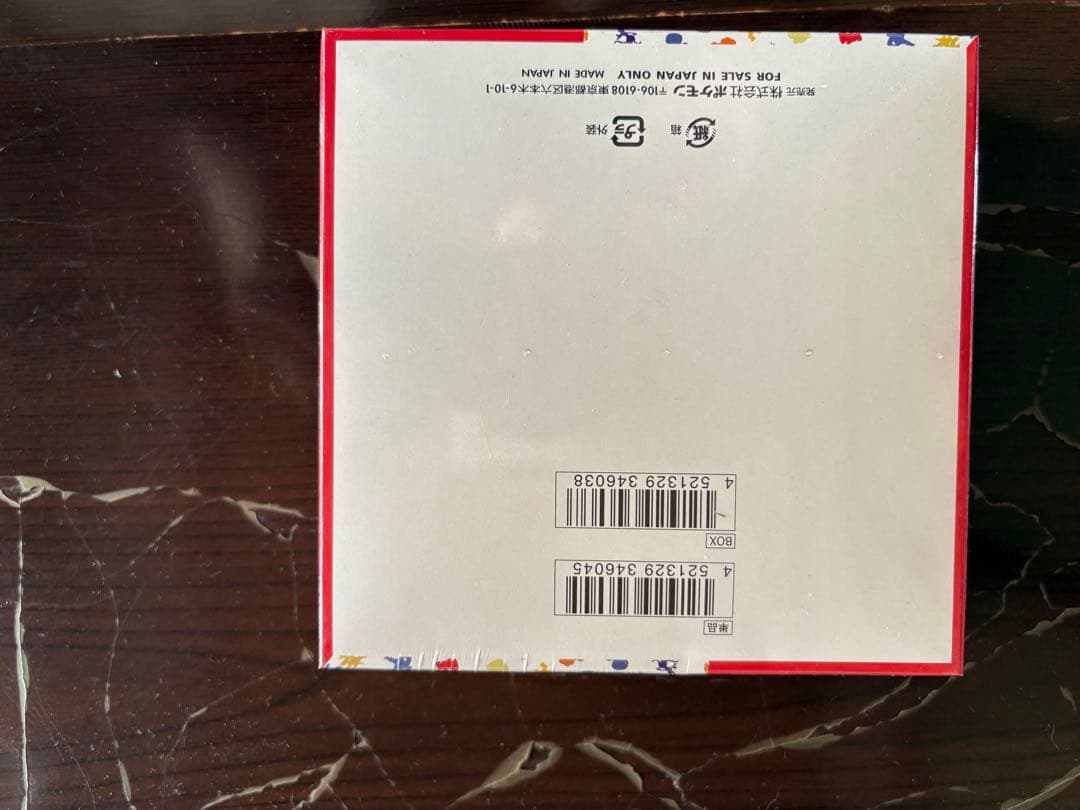 単品
4 521329 346045
BOX
4 521329 346038
紙 箱 プラ 外装
発売元 株式会社ポケモン 〒106-6108 東京都港区六本木6-10-1
FOR SALE IN JAPAN ONLY MADE IN JAPAN